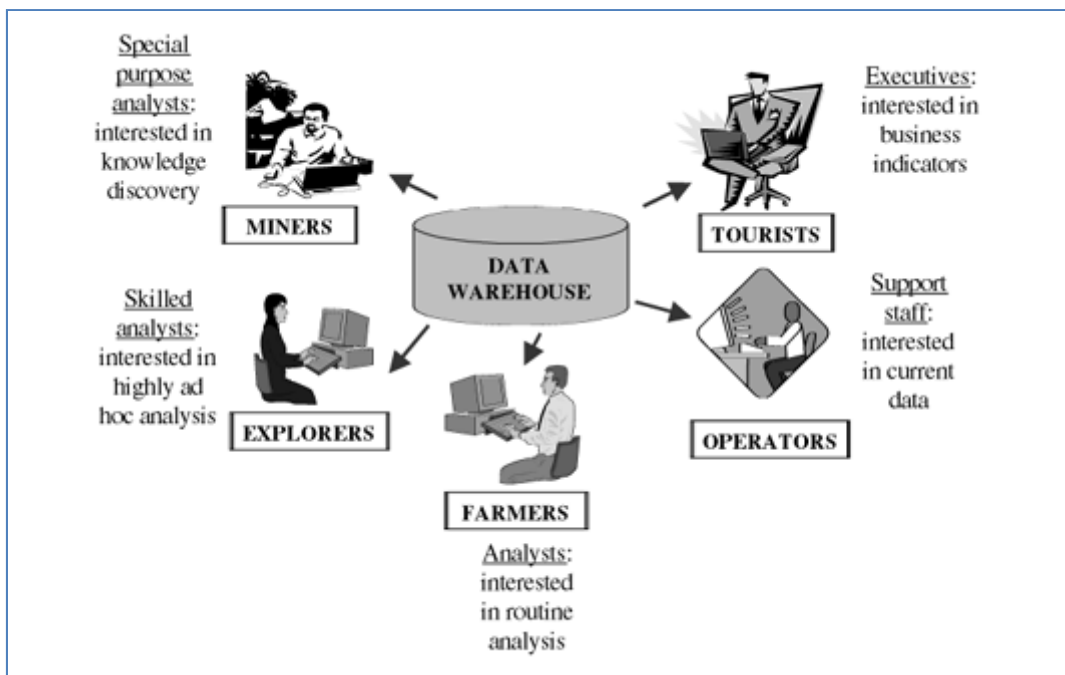 Special
purpose
analysts:
interested in
knowledge
discovery
MINERS
Executives:
interested in
business
indicators
TOURISTS
DATA
WAREHOUSE
Skilled
analysts:
interested in
highly ad
hoc analysis
EXPLORERS
Support
staff:
interested
in current
data
OPERATORS
FARMERS
Analysts:
interested
in routine
analysis